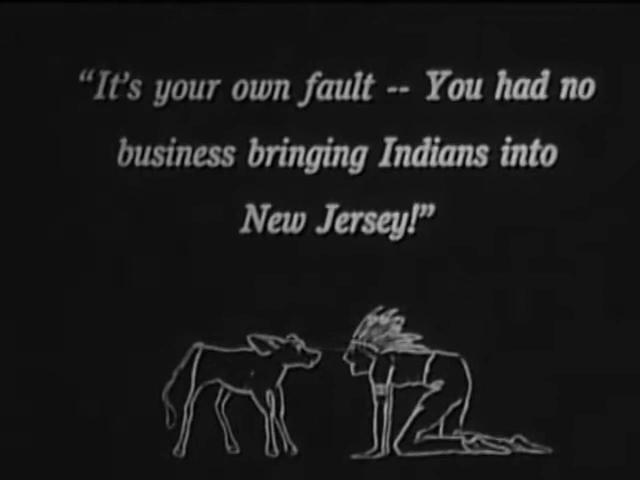 “It's your own fault -- You had no
business bringing Indians into
New Jersey!”